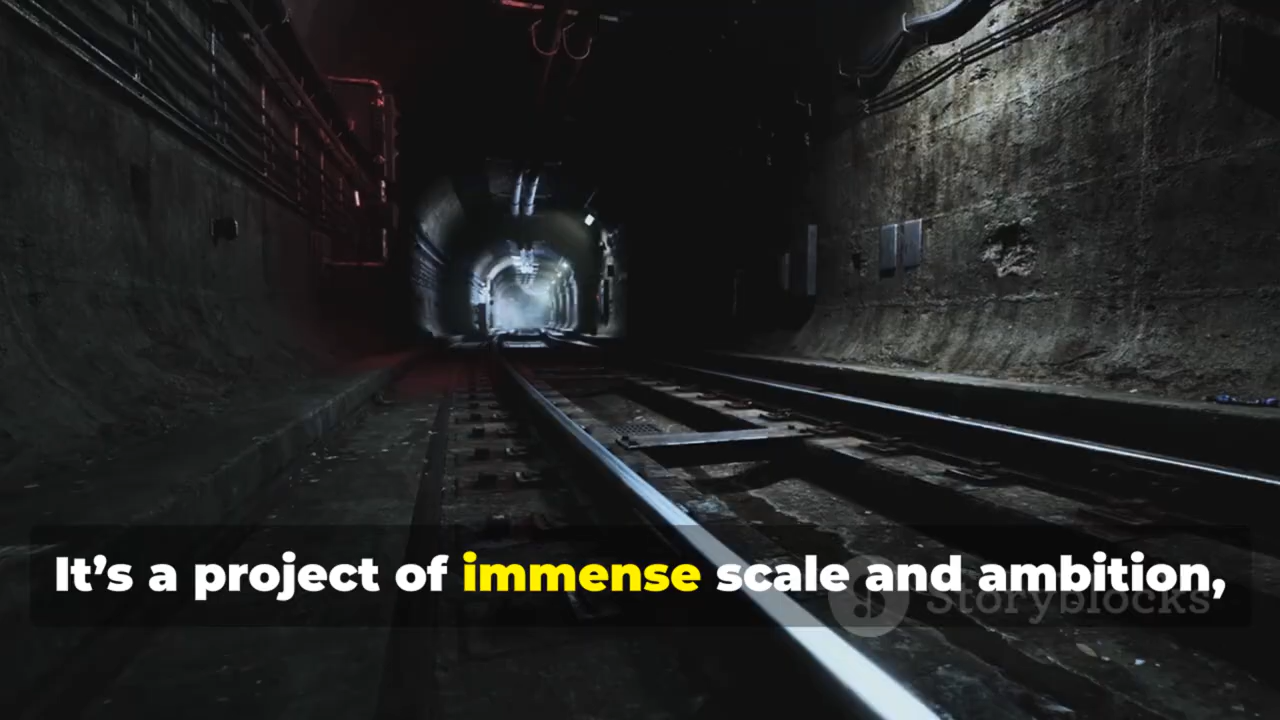 It’s a project of immense scale and ambition,
Storyblocks